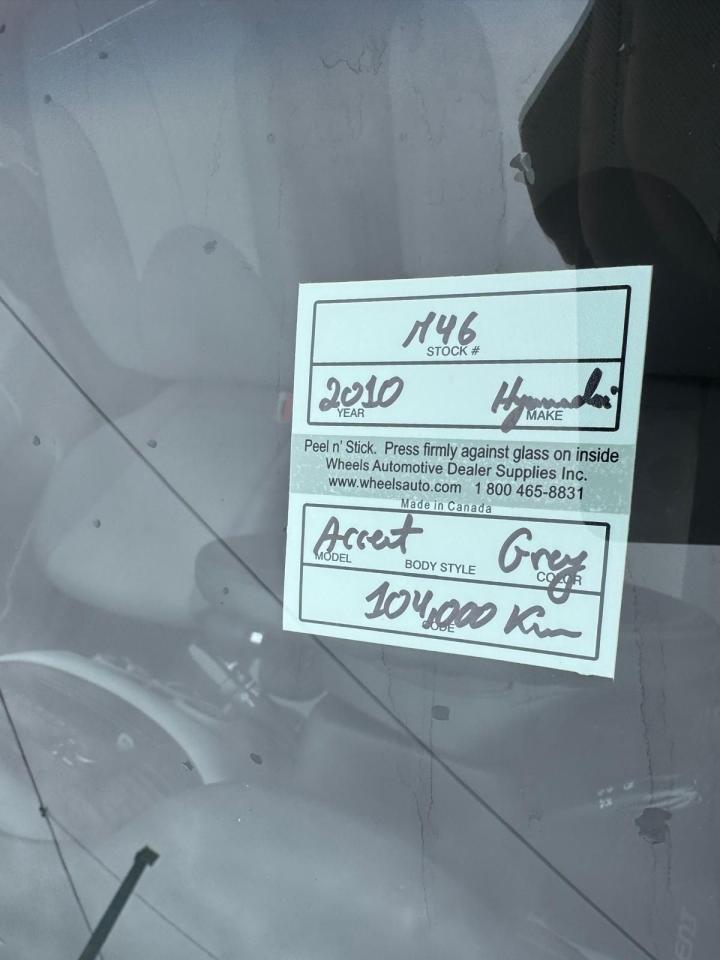 M46
STOCK #
2010 Hyundai
YEAR MAKE
Peel n' Stick. Press firmly against glass on inside
Wheels Automotive Dealer Supplies Inc.
www.wheelsauto.com 1 800 465-8831
Made in Canada
Accent Grey
MODEL BODY STYLE COLOR
104,000 Km
CODE